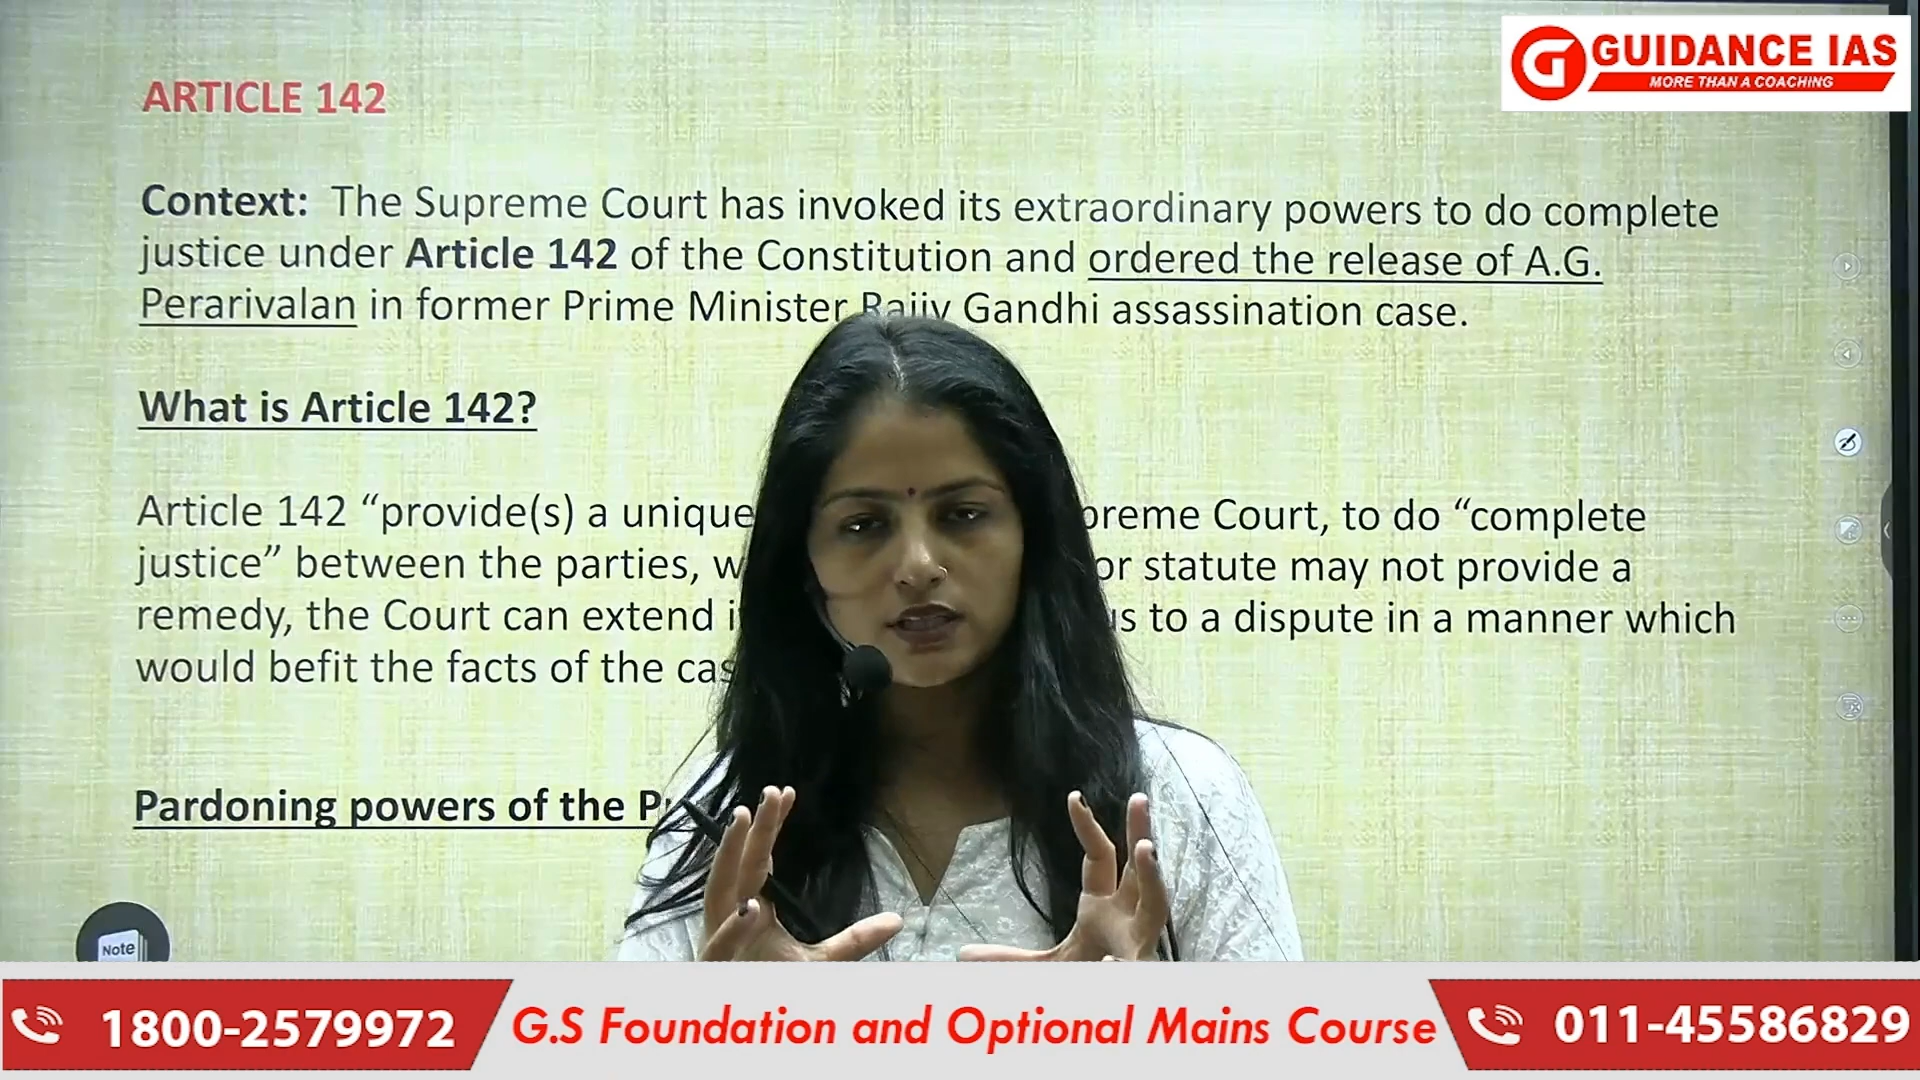 GUIDANCE IAS
MORE THAN A COACHING
ARTICLE 142
Context: The Supreme Court has invoked its extraordinary powers to do complete
justice under Article 142 of the Constitution and ordered the release of A.G.
Perarivalan in former Prime Minister Rajiv Gandhi assassination case.
What is Article 142?
Article 142 “provide(s) a unique preme Court, to do “complete
justice” between the parties, w or statute may not provide a
remedy, the Court can extend to a dispute in a manner which
would befit the facts of the cas
Pardoning powers of the
Note
1800-2579972 G.S Foundation and Optional Mains Course 011-45586829